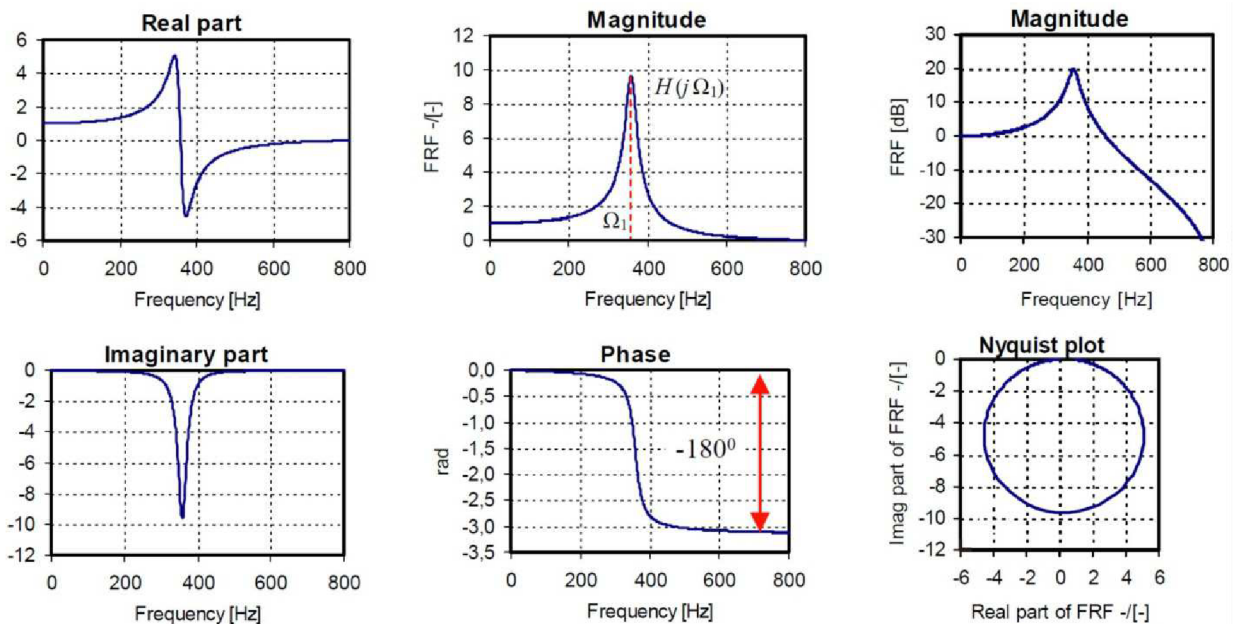 Real part
6
4
2
0
-2
-4
-6
0 200 400 600 800
Frequency [Hz]
Magnitude
12
10
8
6
4
2
0
FRF -/[-]
H(jΩ₁)
Ω₁
0 200 400 600 800
Frequency [Hz]
Magnitude
30
20
10
0
-10
-20
-30
FRF [dB]
0 200 400 600 800
Frequency [Hz]
Imaginary part
0
-2
-4
-6
-8
-10
-12
0 200 400 600 800
Frequency [Hz]
Phase
0,0
-0,5
-1,0
-1,5
-2,0
-2,5
-3,0
-3,5
rad
-180⁰
0 200 400 600 800
Frequency [Hz]
Nyquist plot
0
-2
-4
-6
-8
-10
-12
Imag part of FRF -/[-]
-6 -4 -2 0 2 4 6
Real part of FRF -/[-]